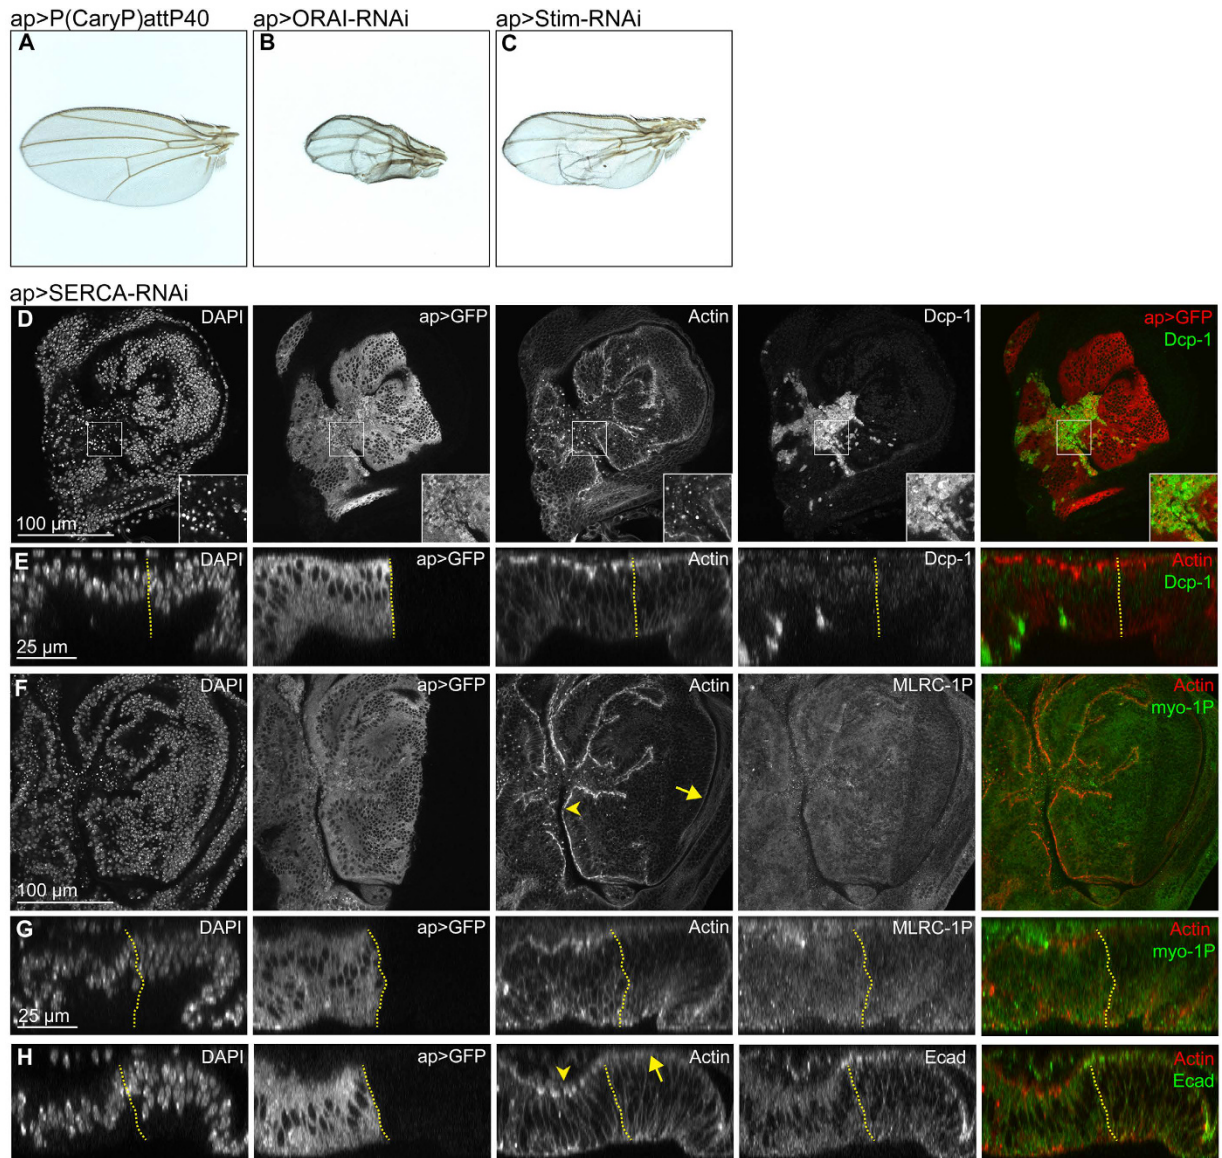 ap>P(CaryP)attP40 ap>ORAI-RNAi ap>Stim-RNAi
A B C
ap>SERCA-RNAi
D DAPI ap>GFP Actin Dcp-1 ap>GFP
Dcp-1
100 µm
E DAPI ap>GFP Actin Dcp-1 Actin
Dcp-1
25 µm
F DAPI ap>GFP Actin MLRC-1P Actin
myo-1P
100 µm
G DAPI ap>GFP Actin MLRC-1P Actin
myo-1P
25 µm
H DAPI ap>GFP Actin Ecad Actin
Ecad